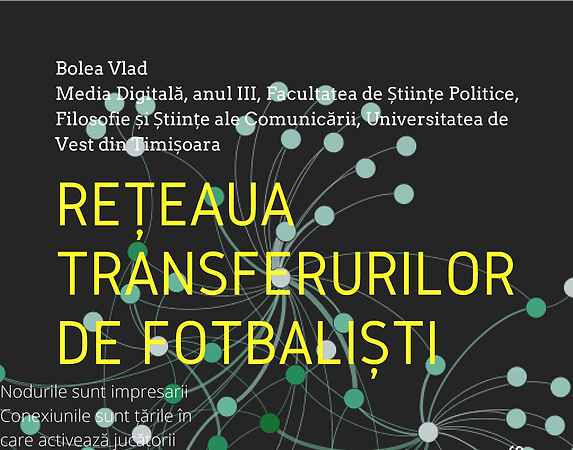 Bolea Vlad
Media Digitală, anul III, Facultatea de Științe Politice,
Filosofie și Științe ale Comunicării, Universitatea de
Vest din Timișoara
REȚEAUA
TRANSFERURILOR
DE FOTBALIȘTI
Nodurile sunt impresarii
Conexiunile sunt țările în
care activează jucătorii